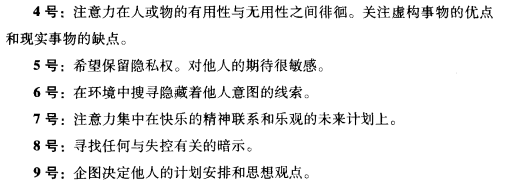 4号：注意力在人或物的有用性与无用性之间徘徊。关注虚构事物的优点
和现实事物的缺点。
5号：希望保留隐私权。对他人的期待很敏感。
6号：在环境中搜寻隐藏着他人意图的线索。
7号：注意力集中在快乐的精神联系和乐观的未来计划上。
8号：寻找任何与失控有关的暗示。
9号：企图决定他人的计划安排和思想观点。